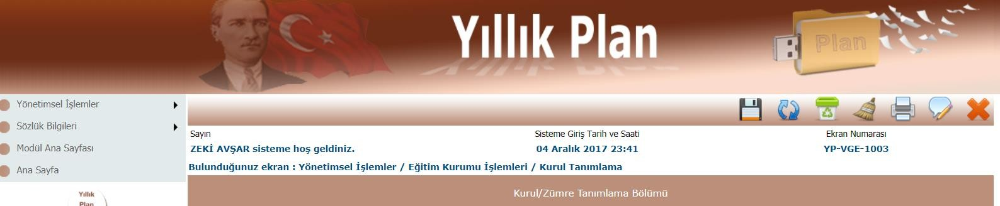 Yıllık Plan
Plan
Yönetimsel İşlemler
Sözlük Bilgileri
Modül Ana Sayfası
Ana Sayfa
Yıllık
Plan
Sayın
Sisteme Giriş Tarih ve Saati
Ekran Numarası
ZEKİ AVŞAR sisteme hoş geldiniz.
04 Aralık 2017 23:41
YP-VGE-1003
Bulunduğunuz ekran : Yönetimsel İşlemler / Eğitim Kurumu İşlemleri / Kurul Tanımlama
Kurul/Zümre Tanımlama Bölümü